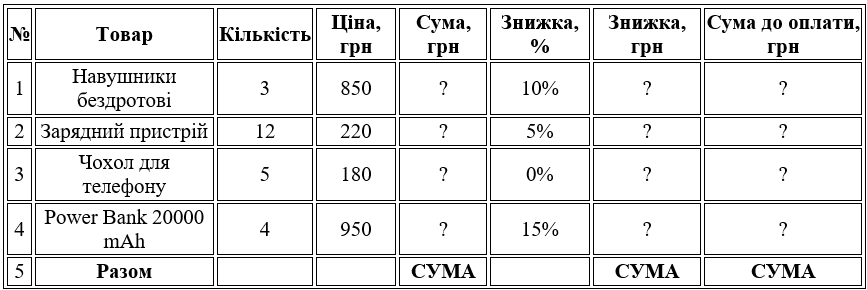 № Товар Кількість Ціна, грн Сума, грн Знижка, % Знижка, грн Сума до оплати, грн
1 Навушники бездротові 3 850 ? 10% ? ?
2 Зарядний пристрій 12 220 ? 5% ? ?
3 Чохол для телефону 5 180 ? 0% ? ?
4 Power Bank 20000 mAh 4 950 ? 15% ? ?
5 Разом СУМА СУМА СУМА